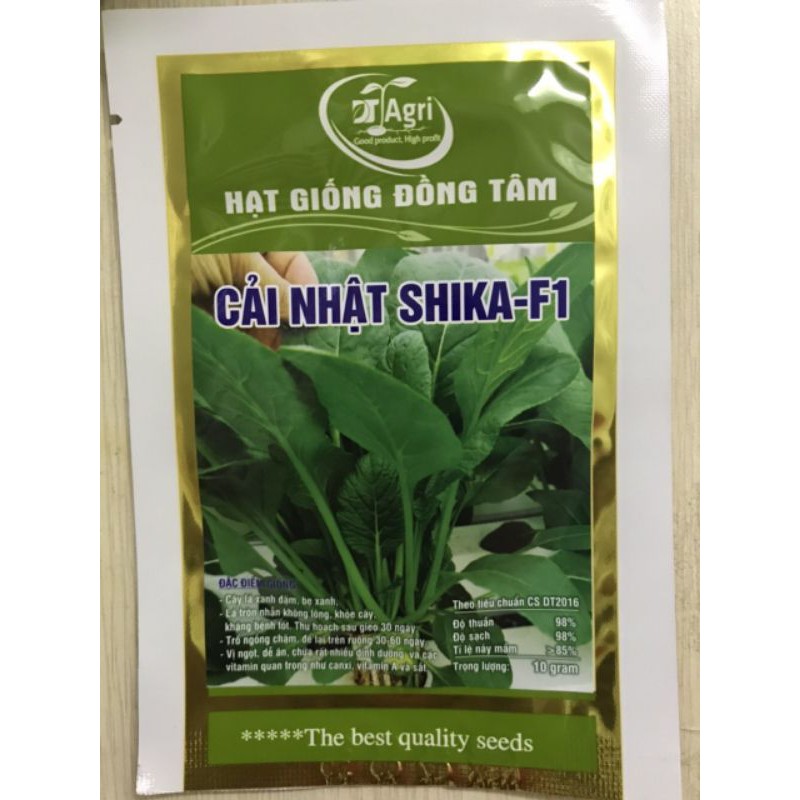 DT Agri
Good product, High profit
HẠT GIỐNG ĐỒNG TÂM
CẢI NHẬT SHIKA-F1
ĐẶC ĐIỂM GIỐNG
- Cây lá xanh đậm, bẹ xanh.
- Lá tròn nhẵn không lông, khỏe cây,
kháng bệnh tốt. Thu hoạch sau gieo 30 ngày
- Trổ ngồng chậm, để lại trên ruộng 30-60 ngày
- Vị ngọt, dễ ăn, chứa rất nhiều dinh dưỡng và các
vitamin quan trọng như canxi, vitamin A và sắt.
Theo tiêu chuẩn CS DT2016
Độ thuần 98%
Độ sạch 98%
Tỉ lệ nảy mầm >85%
Trọng lượng: 10 gram
*****The best quality seeds